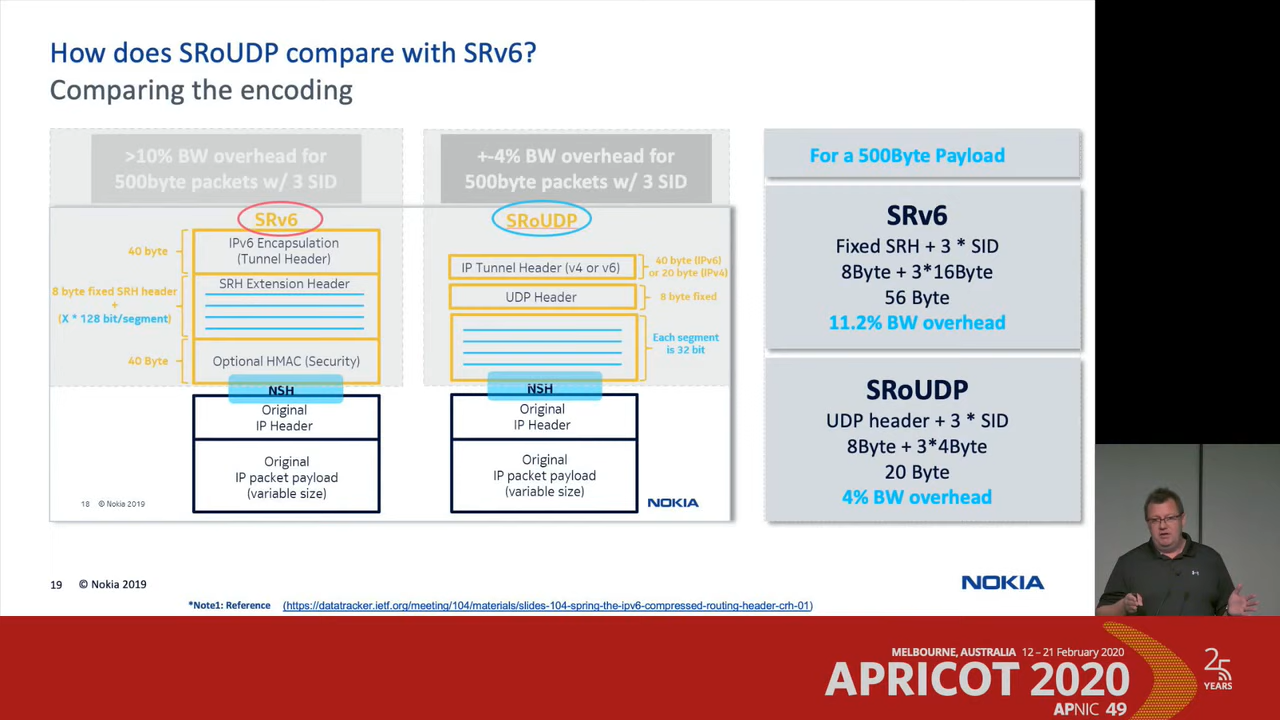 How does SRoUDP compare with SRv6?
Comparing the encoding
>10% BW overhead for
500byte packets w/ 3 SID
SRv6
40 byte
IPv6 Encapsulation
(Tunnel Header)
8 byte fixed SRH header
+
(X * 128 bit/segment)
SRH Extension Header
40 Byte
Optional HMAC (Security)
NSH
Original
IP Header
Original
IP packet payload
(variable size)
18 © Nokia 2019
+-4% BW overhead for
500byte packets w/ 3 SID
SRoUDP
IP Tunnel Header (v4 or v6)
40 byte (IPv6)
or 20 byte (IPv4)
UDP Header
8 byte fixed
Each segment
is 32 bit
NSH
Original
IP Header
Original
IP packet payload
(variable size)
NOKIA
For a 500Byte Payload
SRv6
Fixed SRH + 3 * SID
8Byte + 3*16Byte
56 Byte
11.2% BW overhead
SRoUDP
UDP header + 3 * SID
8Byte + 3*4Byte
20 Byte
4% BW overhead
19 © Nokia 2019
NOKIA
*Note1: Reference (https://datatracker.ietf.org/meeting/104/materials/slides-104-spring-the-ipv6-compressed-routing-header-crh-01)
MELBOURNE, AUSTRALIA 12 – 21 February 2020
APRICOT 2020
APNIC 49
25
YEARS